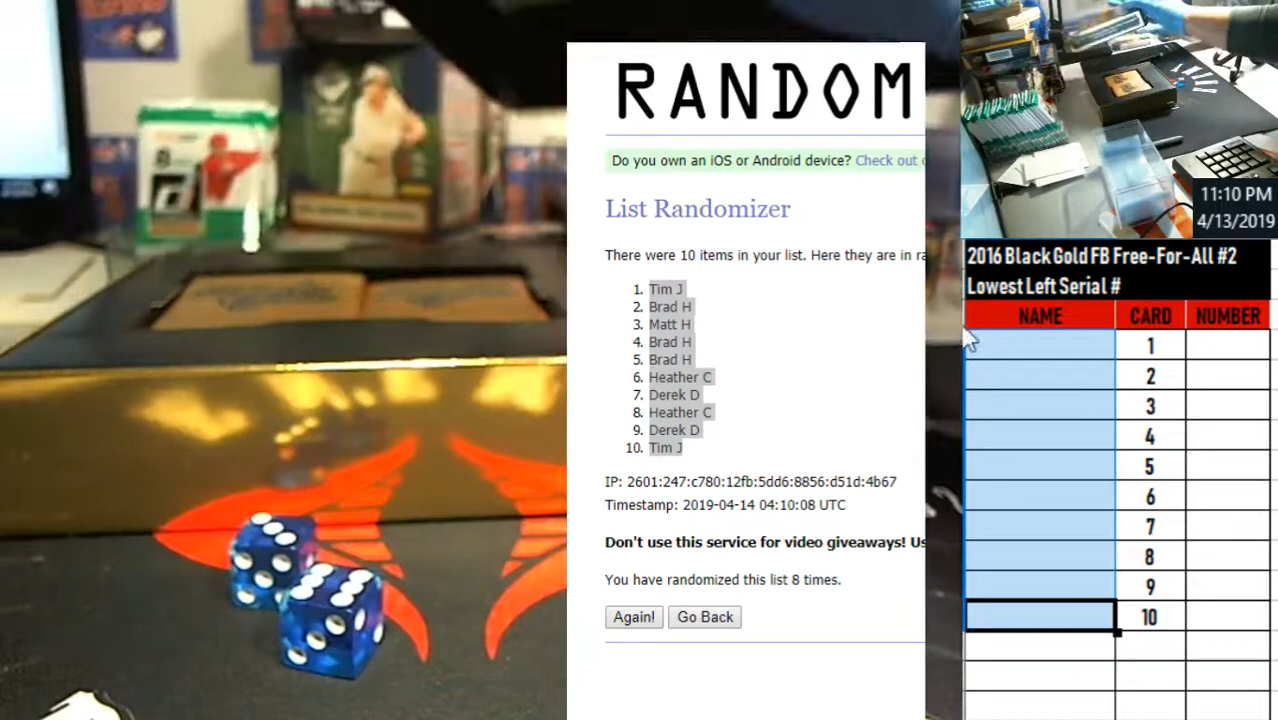 RANDOM
Do you own an iOS or Android device? Check out
List Randomizer
There were 10 items in your list. Here they are in
1. Tim J
2. Brad H
3. Matt H
4. Brad H
5. Brad H
6. Heather C
7. Derek D
8. Heather C
9. Derek D
10. Tim J
IP: 2601:247:c780:12fb:5dd6:8856:d51d:4b67
Timestamp: 2019-04-14 04:10:08 UTC
Don't use this service for video giveaways!
You have randomized this list 8 times.
Again! Go Back
11:10 PM
4/13/2019
2016 Black Gold FB Free-For-All #2
Lowest Left Serial #
NAME CARD NUMBER
1
2
3
4
5
6
7
8
9
10